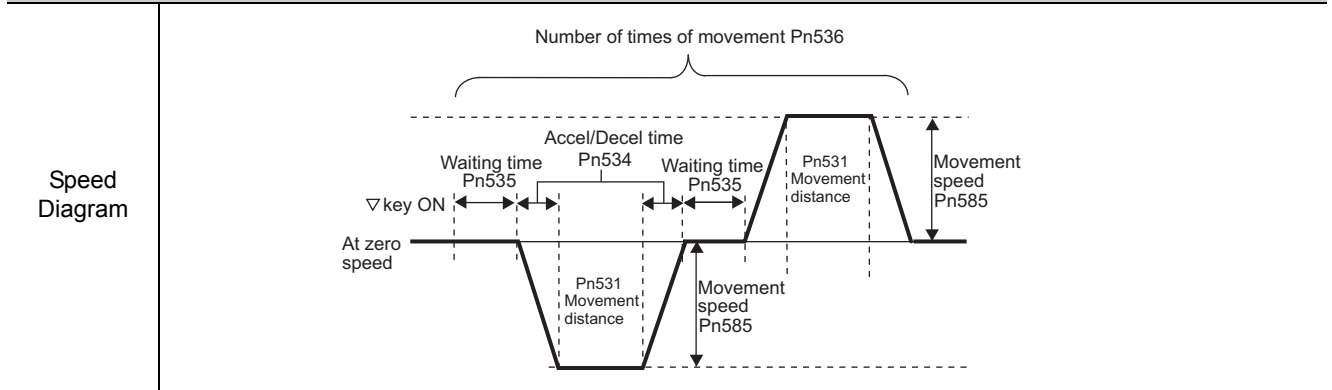 Speed
Diagram
Number of times of movement Pn536
Accel/Decel time
Pn534
Waiting time
Pn535
Waiting time
Pn535
▽ key ON
At zero
speed
Pn531
Movement
distance
Movement
speed
Pn585
Pn531
Movement
distance
Movement
speed
Pn585